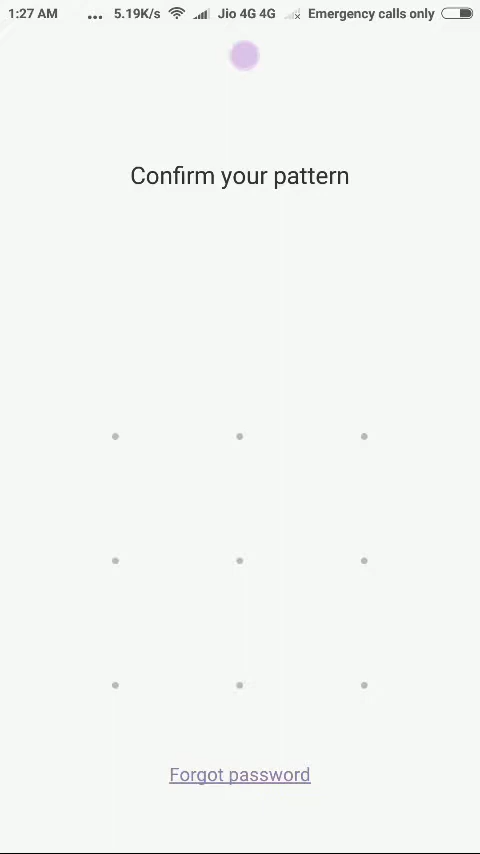 1:27 AM ... 5.19K/s Jio 4G 4G Emergency calls only
Confirm your pattern
Forgot password